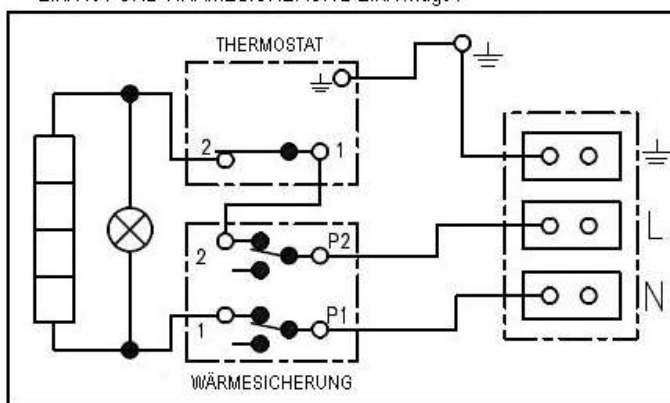 THERMOSTAT
2 1
2 P2
1 P1
L
N
WÄRMESICHERUNG